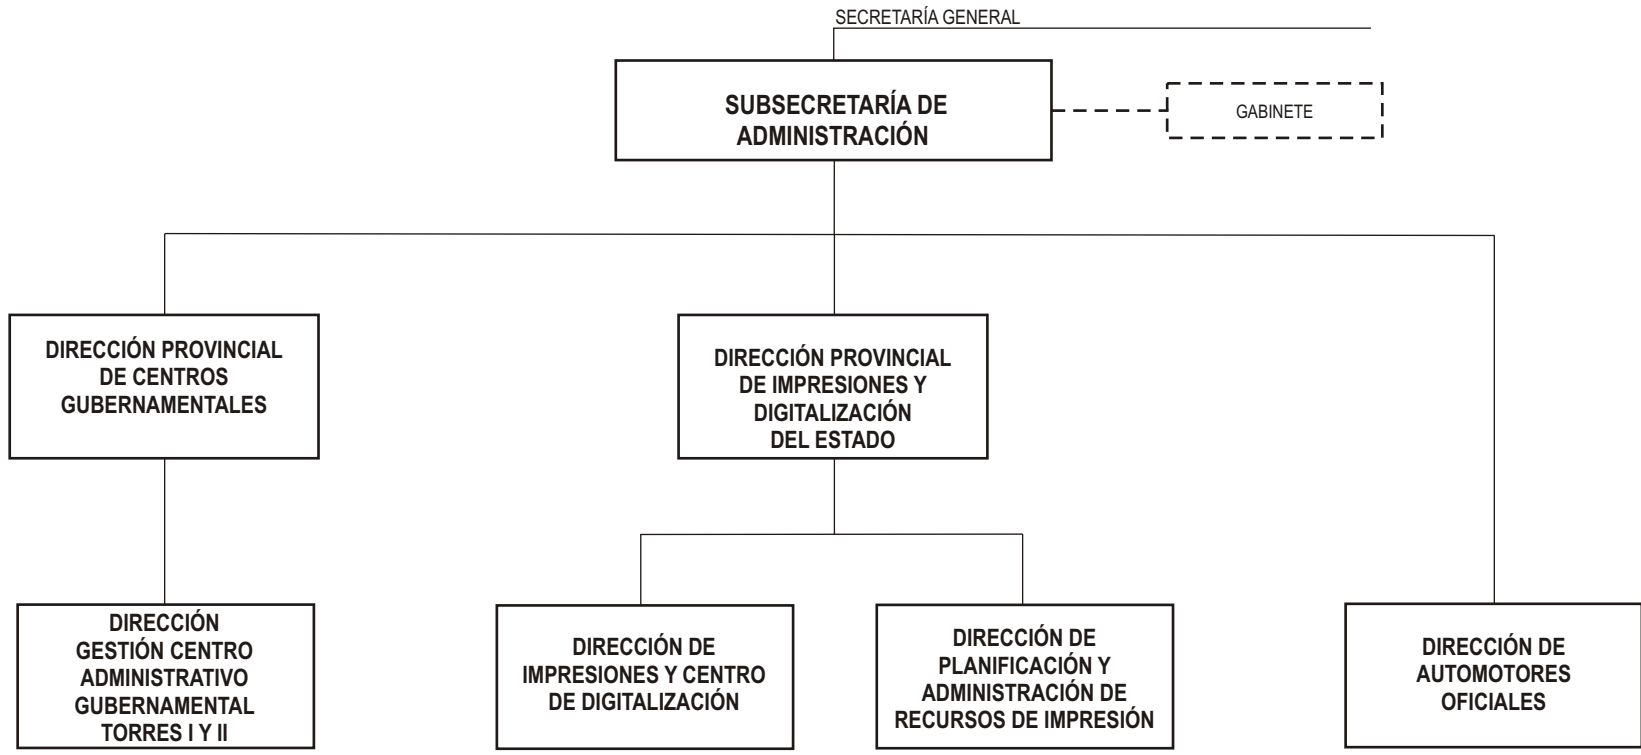 SECRETARÍA GENERAL
SUBSECRETARÍA DE
ADMINISTRACIÓN
GABINETE
DIRECCIÓN PROVINCIAL
DE CENTROS
GUBERNAMENTALES
DIRECCIÓN PROVINCIAL
DE IMPRESIONES Y
DIGITALIZACIÓN
DEL ESTADO
DIRECCIÓN
GESTIÓN CENTRO
ADMINISTRATIVO
GUBERNAMENTAL
TORRES I Y II
DIRECCIÓN DE
IMPRESIONES Y CENTRO
DE DIGITALIZACIÓN
DIRECCIÓN DE
PLANIFICACIÓN Y
ADMINISTRACIÓN DE
RECURSOS DE IMPRESIÓN
DIRECCIÓN DE
AUTOMOTORES
OFICIALES